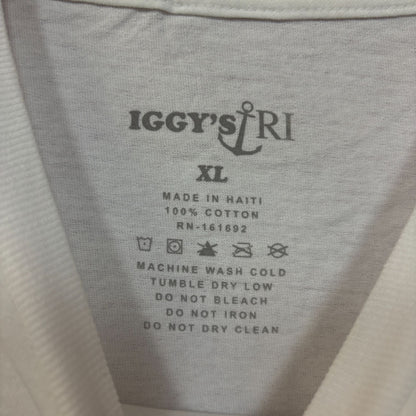 IGGY'S RI
XL
MADE IN HAITI
100% COTTON
RN-161692
MACHINE WASH COLD
TUMBLE DRY LOW
DO NOT BLEACH
DO NOT IRON
DO NOT DRY CLEAN